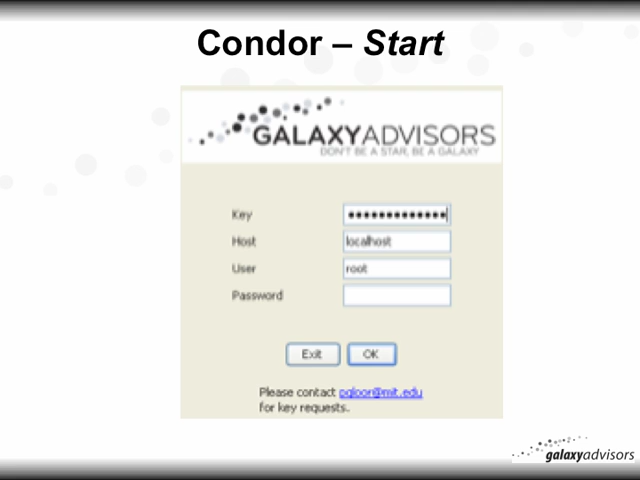 Condor – Start
GALAXYADVISORS
DON'T BE A STAR, BE A GALAXY
Key ●●●●●●●●●●●●●
Host localhost
User root
Password
Exit OK
Please contact pgloor@mit.edu
for key requests.
galaxyadvisors